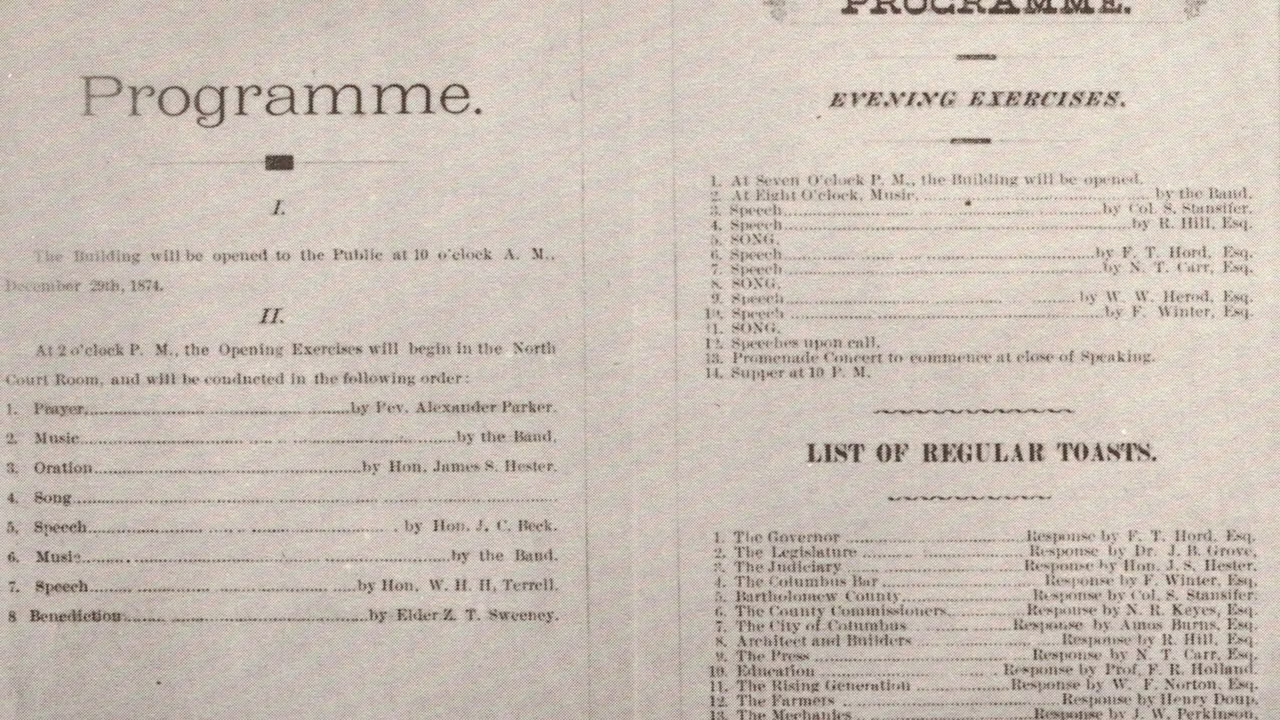 Programme.
I.
The Building will be opened to the Public at 10 o'clock A. M.,
December 29th, 1874.
II.
At 2 o'clock P. M., the Opening Exercises will begin in the North
Court Room, and will be conducted in the following order:
1. Prayer, by Rev. Alexander Parker.
2. Music by the Band,
3. Oration by Hon. James S. Hester.
4. Song
5, Speech by Hon. J. C. Beck.
6. Music by the Band.
7. Speech by Hon. W. H. H. Terrell.
8 Benediction by Elder Z. T. Sweeney.
PROGRAMME.
EVENING EXERCISES.
1. At Seven O'clock P. M., the Building will be opened.
2. At Eight O'clock, Music, by the Band.
3. Speech by Col. S. Stansifer.
4. Speech by R. Hill, Esq.
5. SONG.
6. Speech by F. T. Hord, Esq.
7. Speech by N. T. Carr, Esq.
8. SONG.
9. Speech by W. W. Herod, Esq.
10. Speech by F. Winter, Esq.
11. SONG.
12. Speeches upon call.
13. Promenade Concert to commence at close of Speaking.
14. Supper at 10 P. M.
LIST OF REGULAR TOASTS.
1. The Governor Response by F. T. Hord, Esq.
2. The Legislature Response by Dr. J. B. Grove,
3. The Judiciary Response by Hon. J. S. Hester.
4. The Columbus Bar Response by F. Winter, Esq.
5. Bartholomew County Response by Col. S. Stansifer.
6. The County Commissioners Response by N. R. Keyes, Esq.
7. The City of Columbus Response by Amos Burns, Esq.
8. Architect and Builders Response by R. Hill, Esq.
9. The Press Response by N. T. Carr, Esq.
10. Education Response by Prof. F. R. Holland.
11. The Rising Generation Response by W. F. Norton, Esq.
12. The Farmers Response by Henry Doup.
13. The Mechanics Response by J. W. Perkinson,